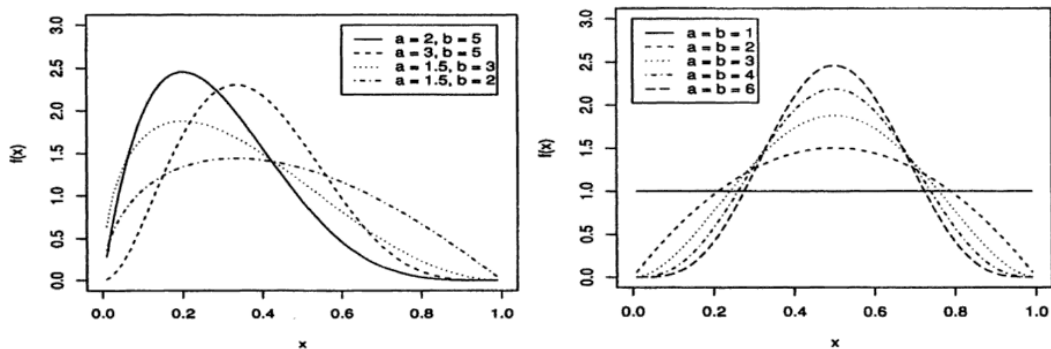 3.0
2.5
2.0
1.5
1.0
0.5
0.0
f(x)
a = 2, b = 5
a = 3, b = 5
a = 1.5, b = 3
a = 1.5, b = 2
0.0 0.2 0.4 0.6 0.8 1.0
x
3.0
2.5
2.0
1.5
1.0
0.5
0.0
f(x)
a = b = 1
a = b = 2
a = b = 3
a = b = 4
a = b = 6
0.0 0.2 0.4 0.6 0.8 1.0
x